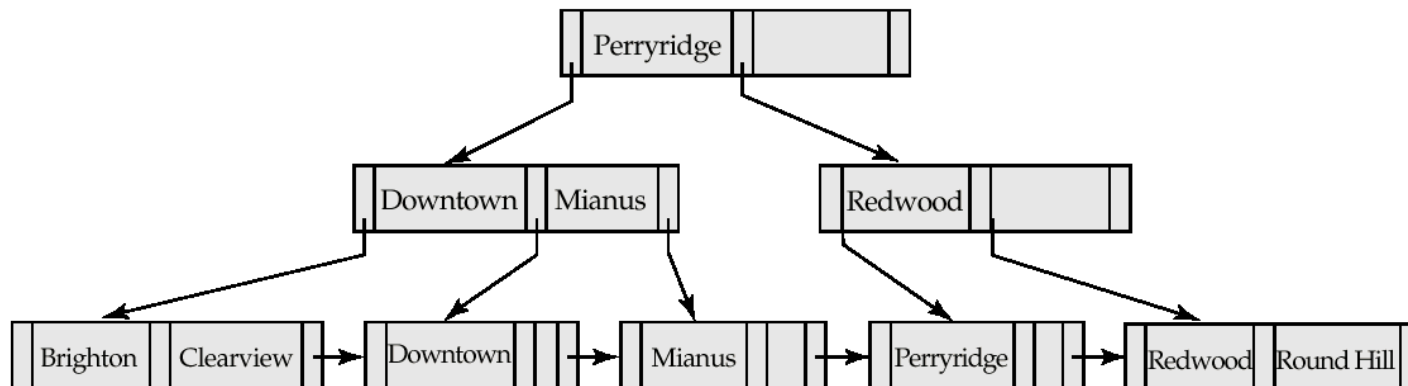 Perryridge
Downtown Mianus
Redwood
Brighton Clearview
Downtown
Mianus
Perryridge
Redwood Round Hill